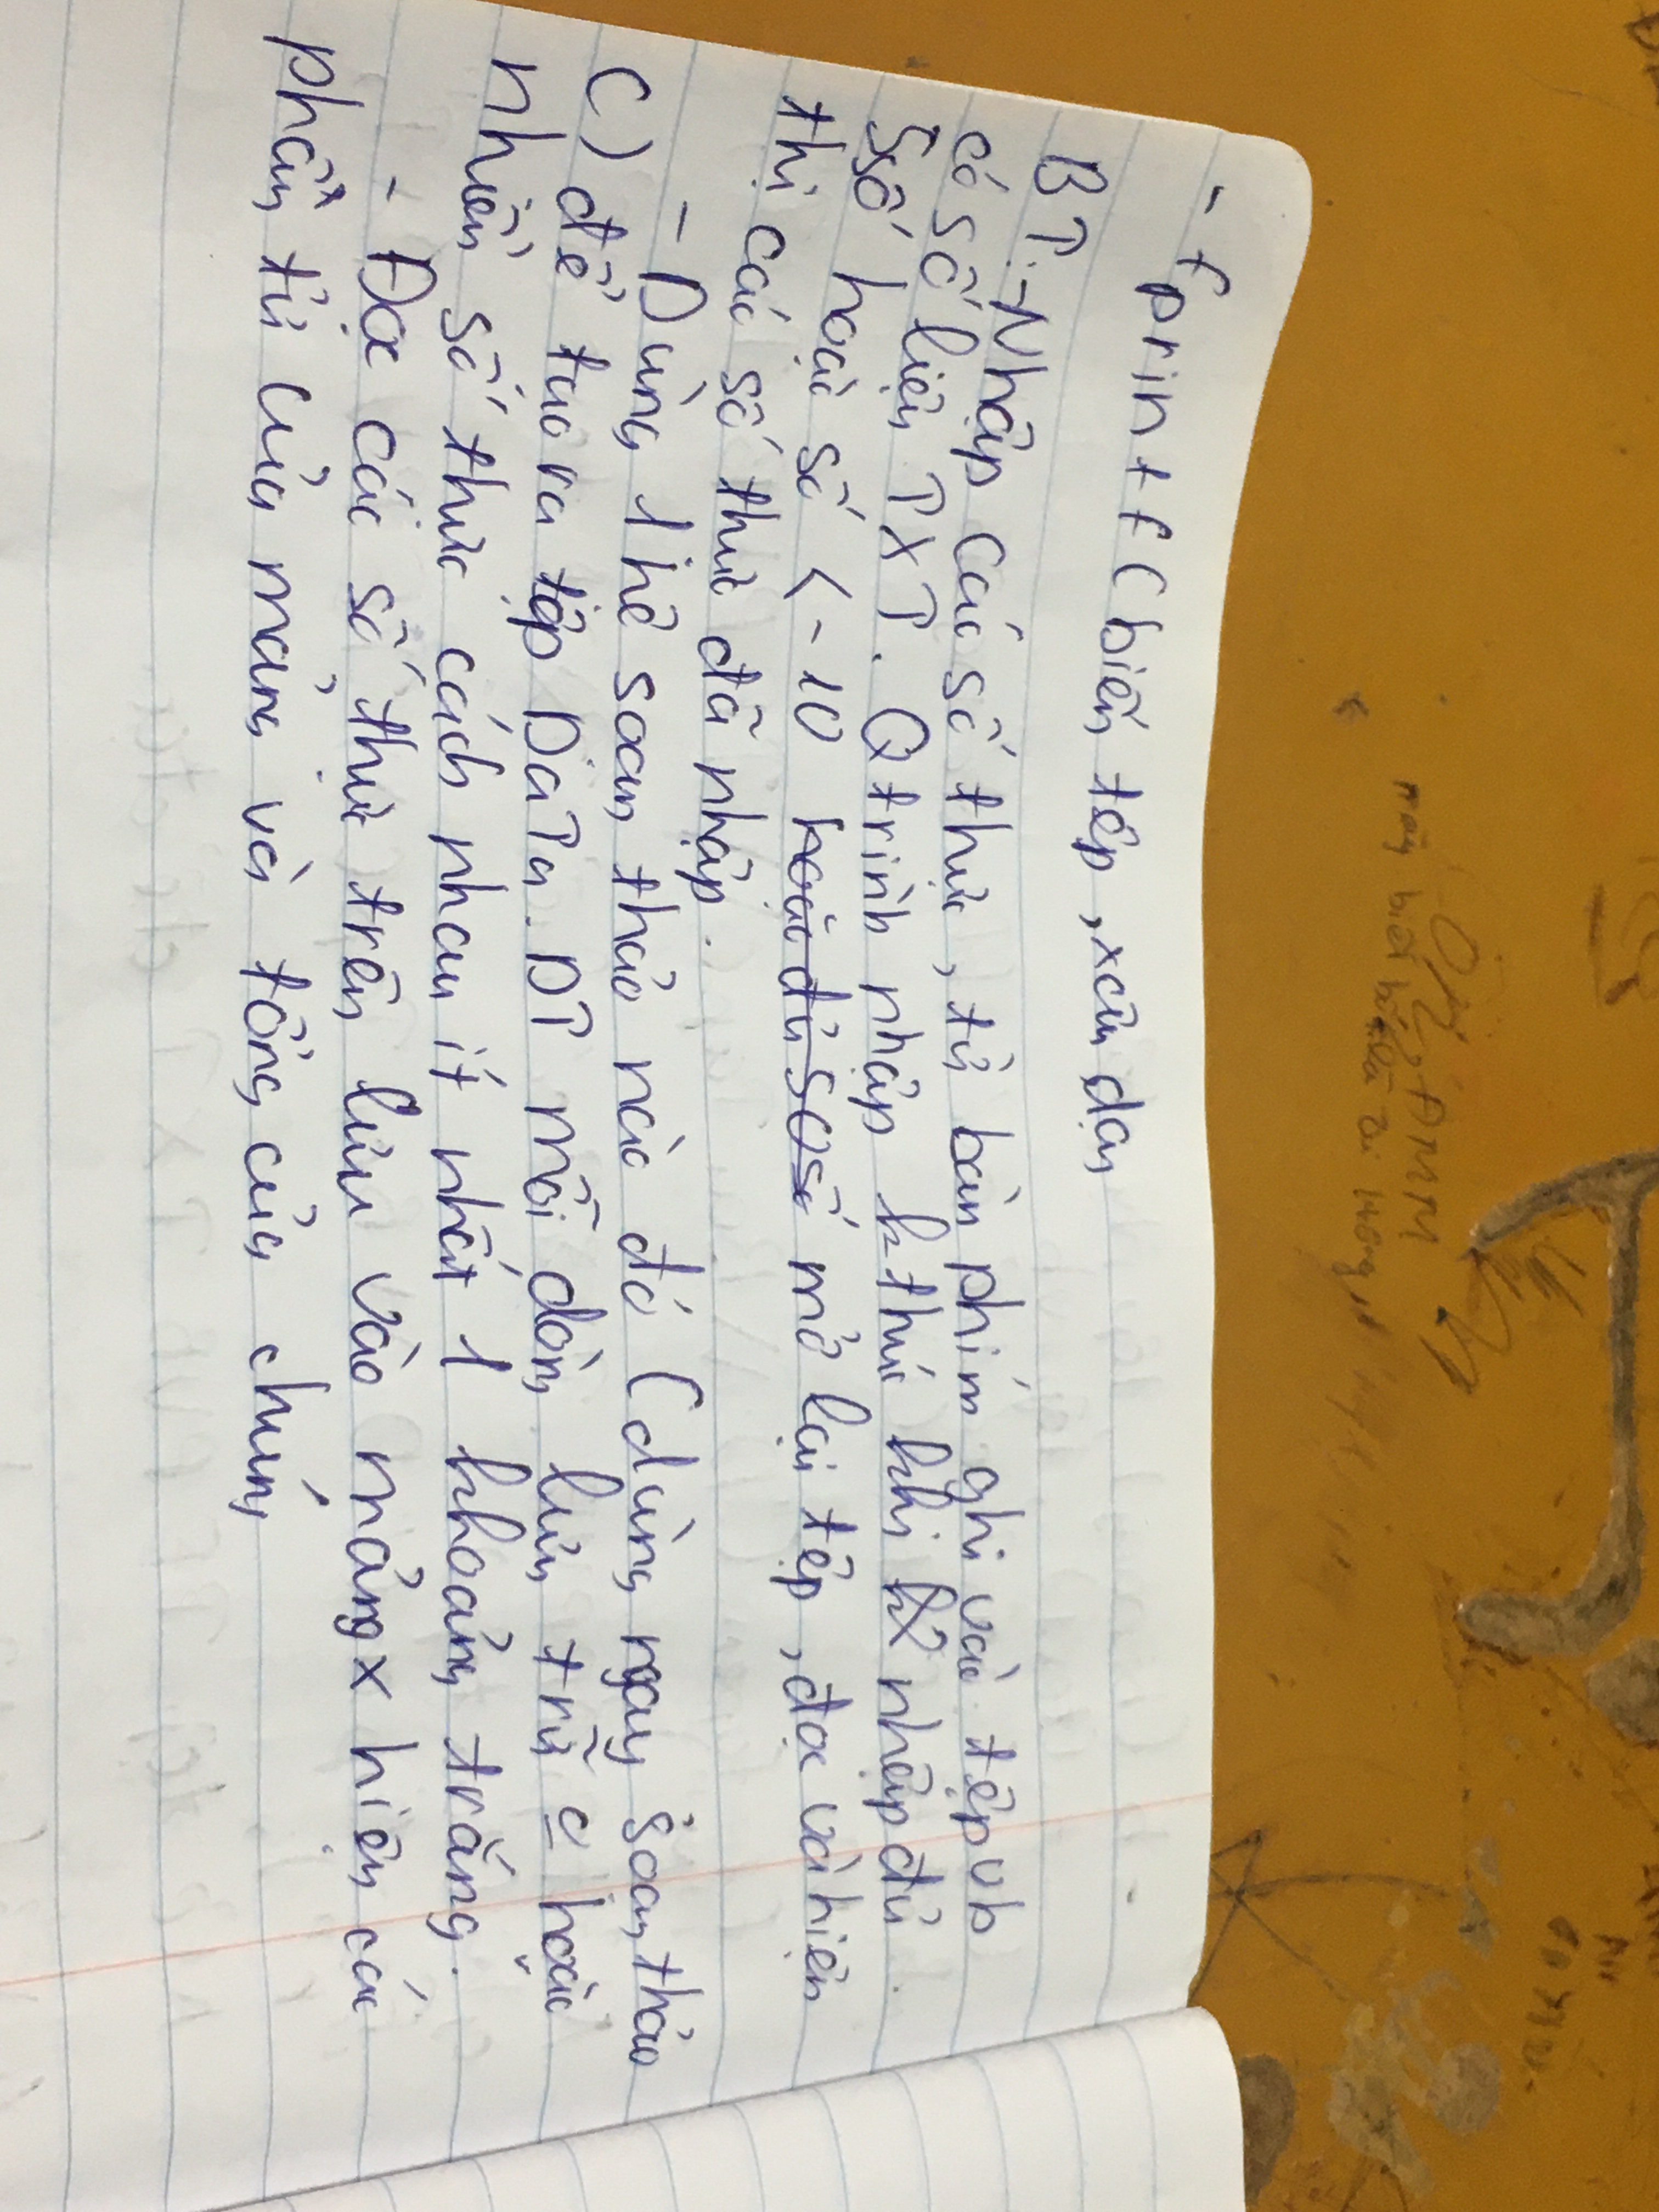 OK, ĐMM
mày biết bố là
- fprintf (biến tệp, xâu dạng
BT:-Nhập các số thực, từ bàn phím ghi vào tệp vb
có số liệu TXT. Q trình nhập k thúc khi nhập đủ
5 số hoặc số <-10 hoặc đủ 50 số mở lại tệp, đọc và hiện
thị các số thực đã nhập.
- Dùng 1 hệ soạn thảo nào đó (dùng ngay soạn thảo
C) để tạo ra tệp DaTa.DT mỗi dòng lưu trữ hoặc
nhiều số thực cách nhau ít nhất 1 khoảng trắng.
- Đọc các số thực trên lưu vào mảng x hiện các
phần tử của mảng và tổng của chúng